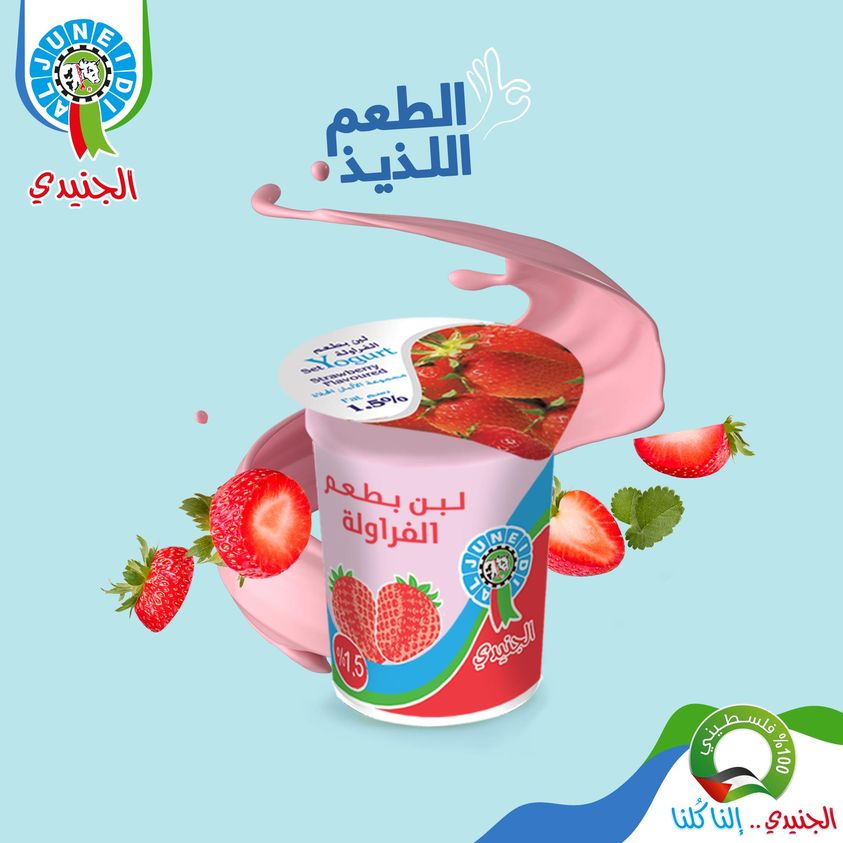 AL JUNEIDI
الجنيدي
الطعم
اللذيذ
لبن بطعم
الفراولة
Set Yogurt
Strawberry
Flavoured
Fat دسم
1.5%
لبن بطعم
الفراولة
AL JUNEIDI
الجنيدي
%1.5
%100 فلسطيني
الجنيدي .. إلنا كُلنا